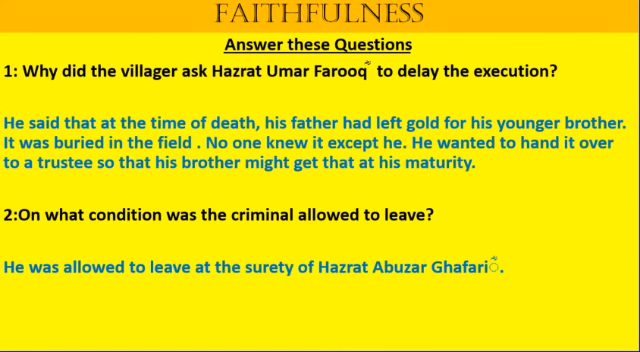 FAITHFULNESS
Answer these Questions
1: Why did the villager ask Hazrat Umar Farooqؓ to delay the execution?
He said that at the time of death, his father had left gold for his younger brother.
It was buried in the field . No one knew it except he. He wanted to hand it over
to a trustee so that his brother might get that at his maturity.
2:On what condition was the criminal allowed to leave?
He was allowed to leave at the surety of Hazrat Abuzar Ghafariؓ.